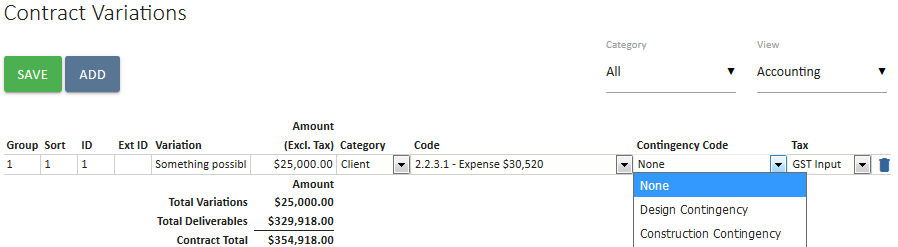 Contract Variations
Category View
SAVE ADD All Accounting
Amount
Group Sort ID Ext ID Variation (Excl. Tax) Category Code Contingency Code Tax
1 1 1 Something possibl $25,000.00 Client 2.2.3.1 - Expense $30,520 None GST Input
Amount None
Total Variations $25,000.00 Design Contingency
Total Deliverables $329,918.00
Contract Total $354,918.00 Construction Contingency